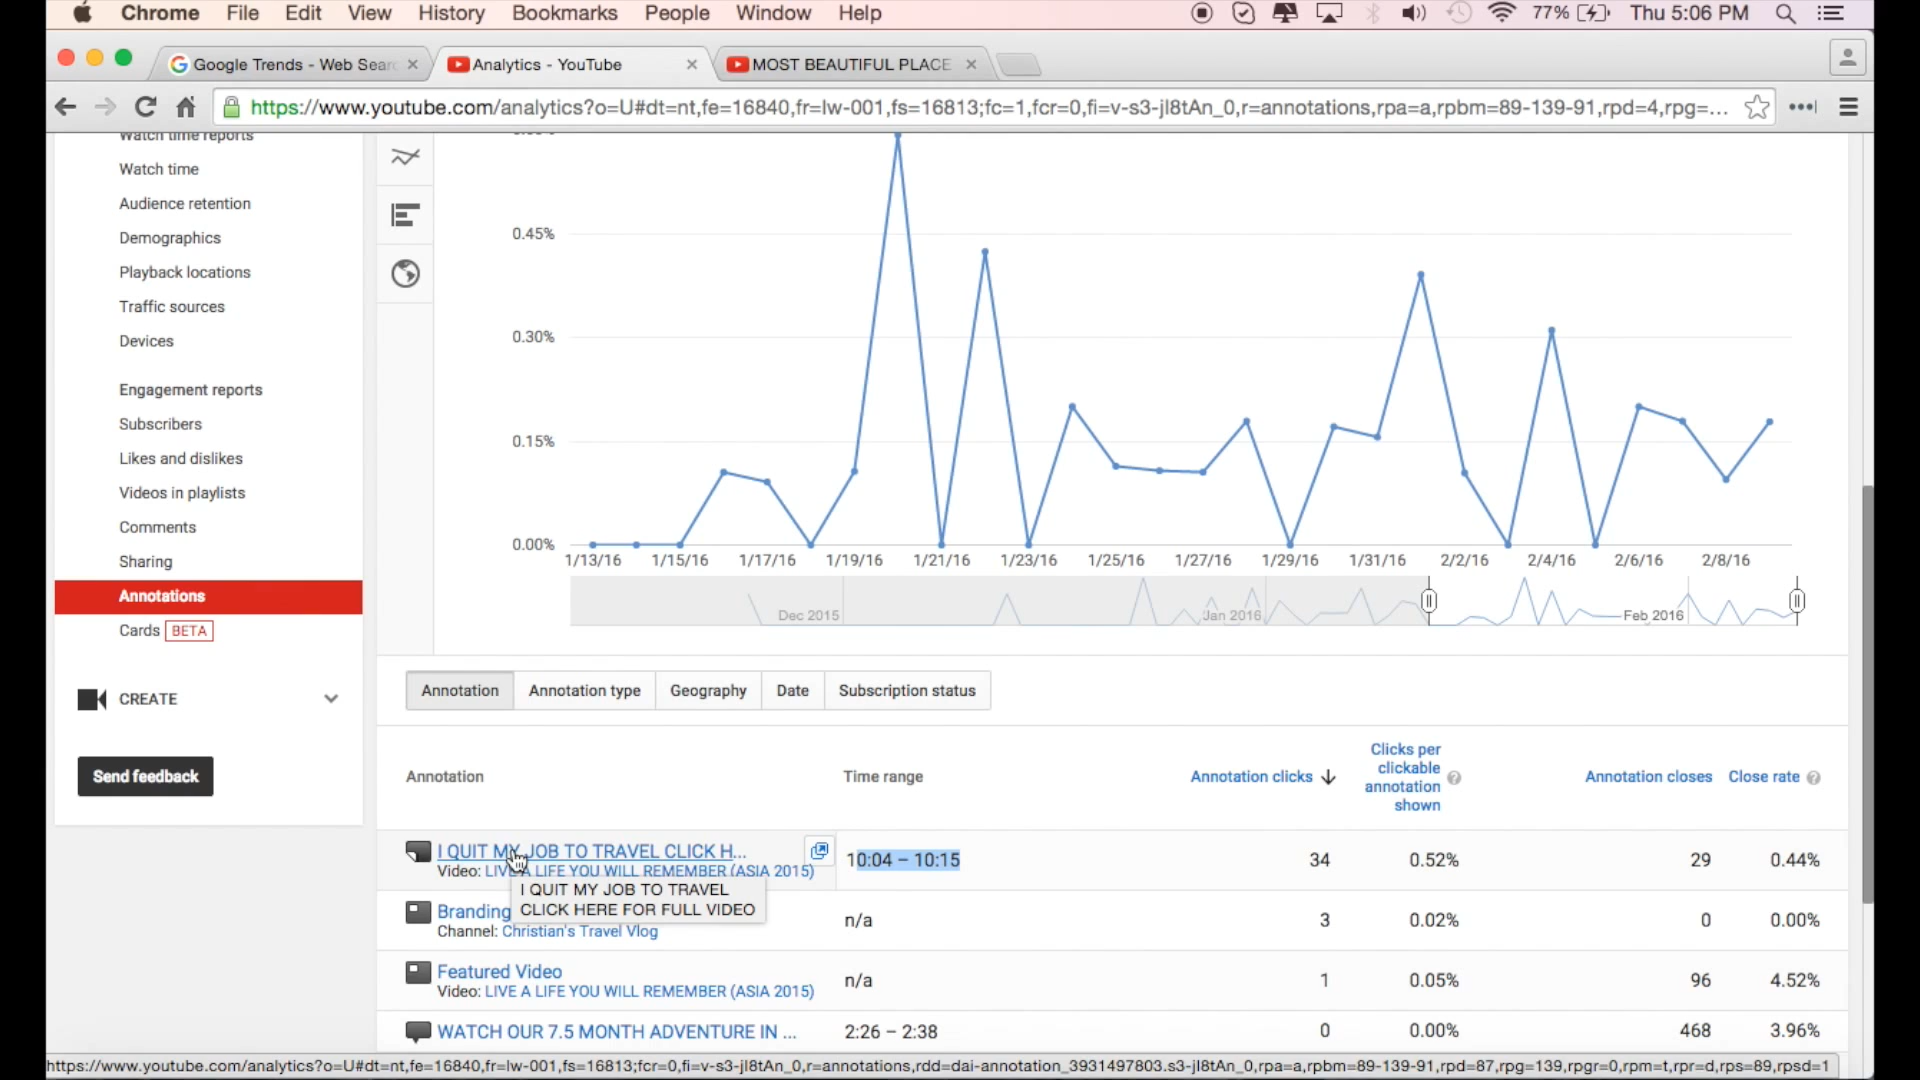 Chrome File Edit View History Bookmarks People Window Help 77% Thu 5:06 PM
Google Trends - Web Sear Analytics - YouTube MOST BEAUTIFUL PLACE
https://www.youtube.com/analytics?o=U#dt=nt,fe=16840,fr=lw-001,fs=16813;fc=1,fcr=0,fi=v-s3-jl8tAn_0,r=annotations,rpa=a,rpbm=89-139-91,rpd=4,rpg=...
Watch time reports
Watch time
Audience retention
Demographics
Playback locations
Traffic sources
Devices
Engagement reports
Subscribers
Likes and dislikes
Videos in playlists
Comments
Sharing
Annotations
Cards BETA
CREATE
Send feedback
0.45%
0.30%
0.15%
0.00%
1/13/16 1/15/16 1/17/16 1/19/16 1/21/16 1/23/16 1/25/16 1/27/16 1/29/16 1/31/16 2/2/16 2/4/16 2/6/16 2/8/16
Dec 2015 Jan 2016 Feb 2016
Annotation Annotation type Geography Date Subscription status
Annotation Time range Annotation clicks Clicks per clickable annotation shown Annotation closes Close rate
I QUIT MY JOB TO TRAVEL CLICK H... 10:04 – 10:15 34 0.52% 29 0.44%
Video: LIVE A LIFE YOU WILL REMEMBER (ASIA 2015)
I QUIT MY JOB TO TRAVEL
CLICK HERE FOR FULL VIDEO
Branding n/a 3 0.02% 0 0.00%
Channel: Christian's Travel Vlog
Featured Video n/a 1 0.05% 96 4.52%
Video: LIVE A LIFE YOU WILL REMEMBER (ASIA 2015)
WATCH OUR 7.5 MONTH ADVENTURE IN ... 2:26 – 2:38 0 0.00% 468 3.96%
https://www.youtube.com/analytics?o=U#dt=nt,fe=16840,fr=lw-001,fs=16813;fcr=0,fi=v-s3-jl8tAn_0,r=annotations,rdd=dai-annotation_3931497803.s3-jl8tAn_0,rpa=a,rpbm=89-139-91,rpd=87,rpg=139,rpgr=0,rpm=t,rpr=d,rps=89,rpsd=1